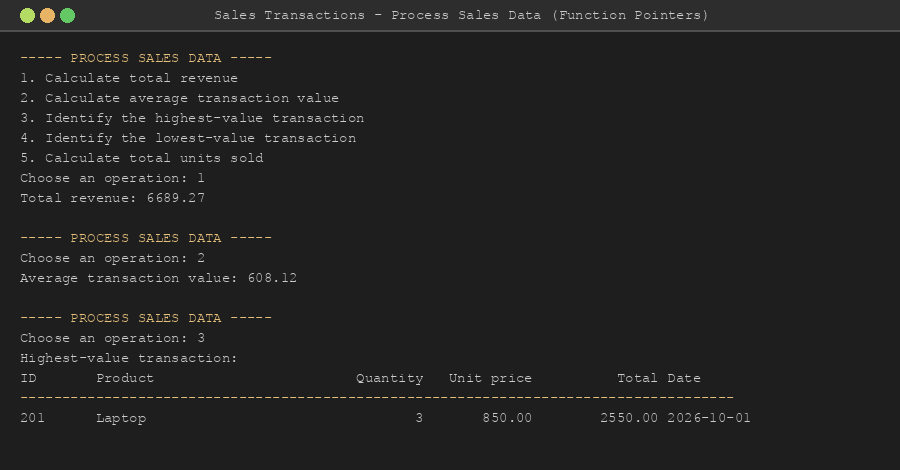 Sales Transactions - Process Sales Data (Function Pointers)
----- PROCESS SALES DATA -----
1. Calculate total revenue
2. Calculate average transaction value
3. Identify the highest-value transaction
4. Identify the lowest-value transaction
5. Calculate total units sold
Choose an operation: 1
Total revenue: 6689.27
----- PROCESS SALES DATA -----
Choose an operation: 2
Average transaction value: 608.12
----- PROCESS SALES DATA -----
Choose an operation: 3
Highest-value transaction:
ID       Product                        Quantity   Unit price          Total Date
-------------------------------------------------------------------------------------
201      Laptop                                3       850.00        2550.00 2026-10-01